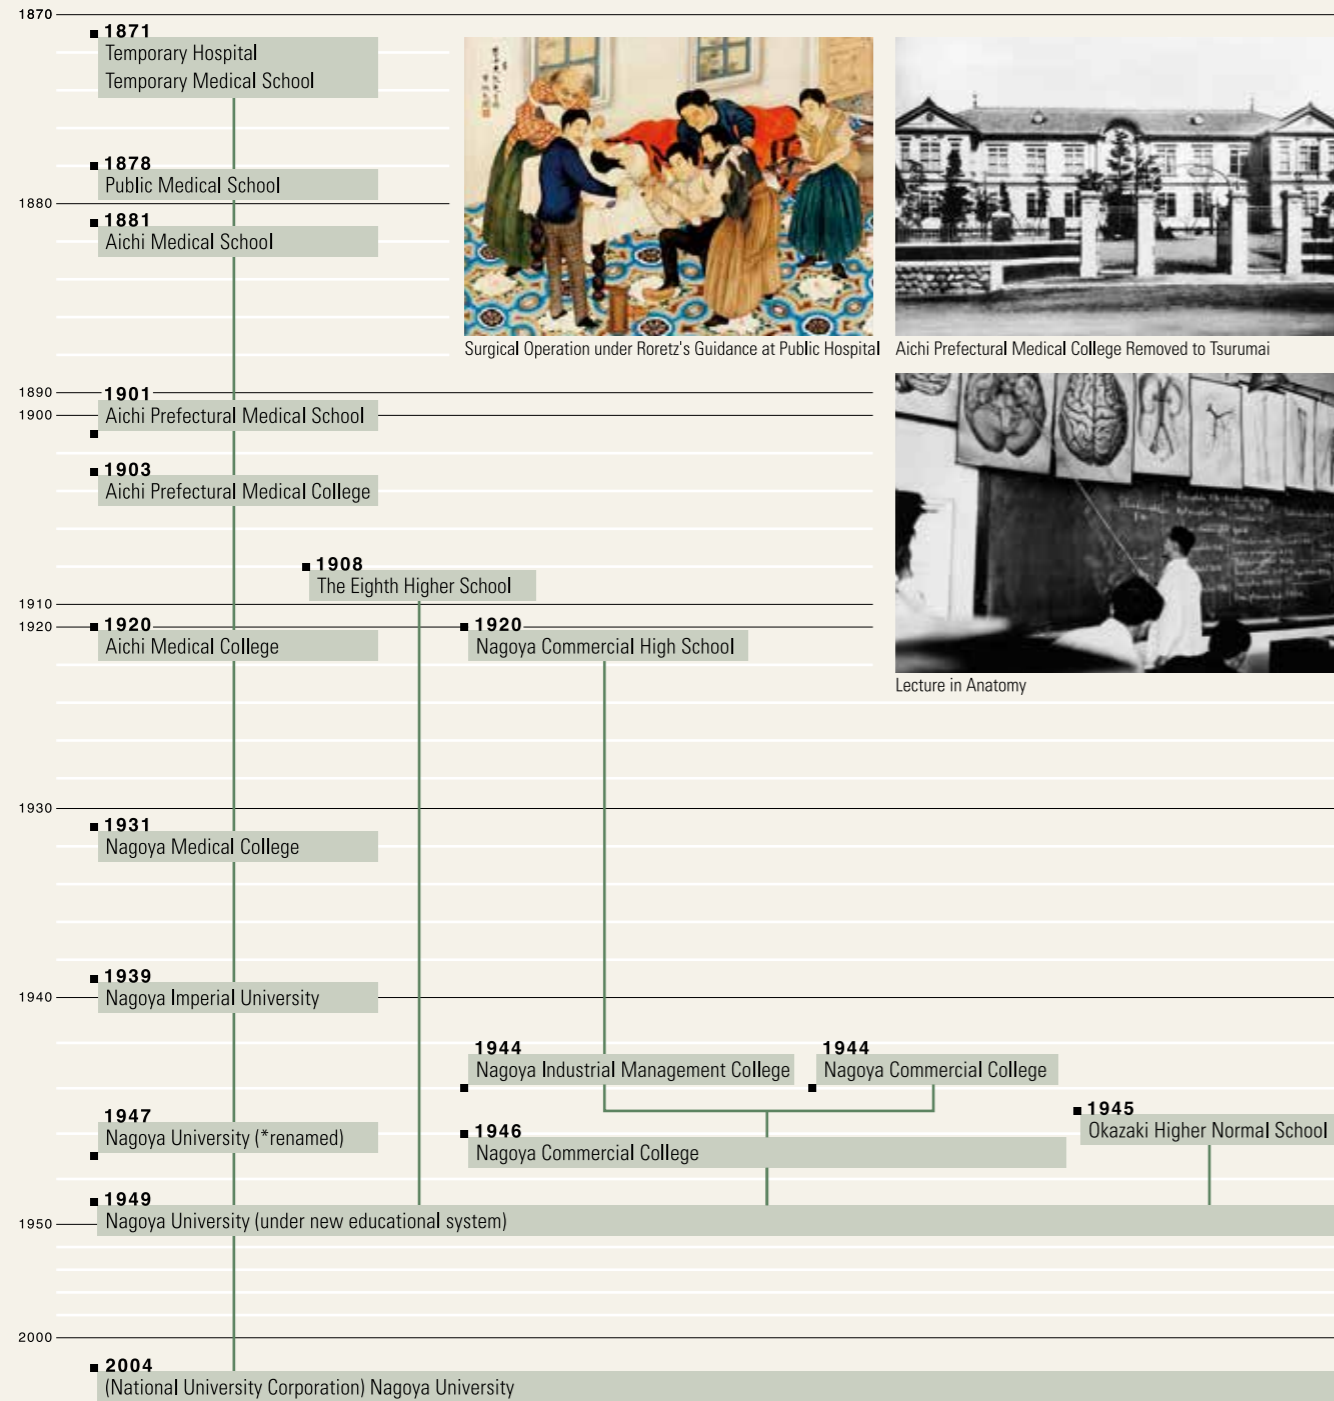 1870
1871
Temporary Hospital
Temporary Medical School
1878
Public Medical School
1880
1881
Aichi Medical School
Surgical Operation under Roretz's Guidance at Public Hospital
Aichi Prefectural Medical College Removed to Tsurumai
1890
1901
Aichi Prefectural Medical School
1900
1903
Aichi Prefectural Medical College
1908
The Eighth Higher School
1910
1920
1920
Aichi Medical College
1920
Nagoya Commercial High School
Lecture in Anatomy
1930
1931
Nagoya Medical College
1939
Nagoya Imperial University
1940
1944
Nagoya Industrial Management College
1944
Nagoya Commercial College
1945
Okazaki Higher Normal School
1947
Nagoya University (*renamed)
1946
Nagoya Commercial College
1949
Nagoya University (under new educational system)
1950
2000
2004
(National University Corporation) Nagoya University